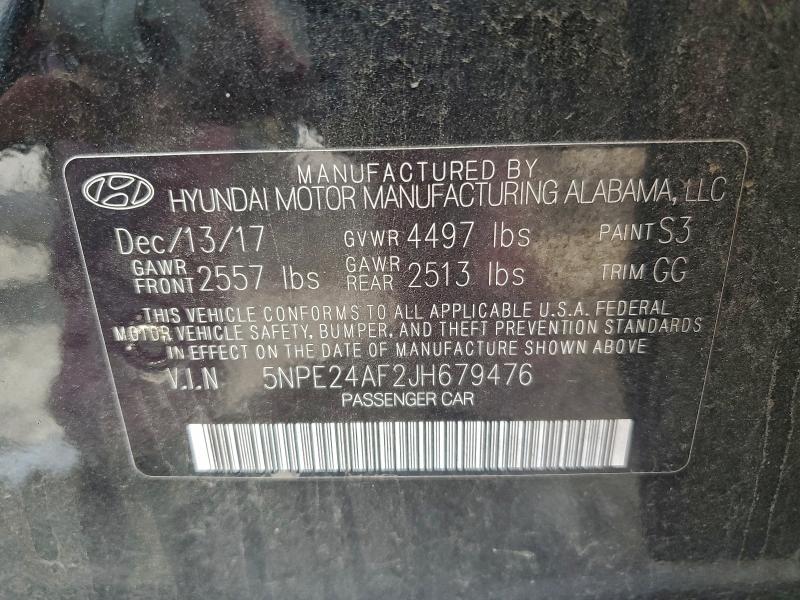 MANUFACTURED BY
HYUNDAI MOTOR MANUFACTURING ALABAMA, LLC
Dec/13/17 GVWR 4497 lbs PAINT S3
GAWR FRONT 2557 lbs GAWR REAR 2513 lbs TRIM GG
THIS VEHICLE CONFORMS TO ALL APPLICABLE U.S.A. FEDERAL
MOTOR VEHICLE SAFETY, BUMPER, AND THEFT PREVENTION STANDARDS
IN EFFECT ON THE DATE OF MANUFACTURE SHOWN ABOVE.
V.I.N 5NPE24AF2JH679476
PASSENGER CAR